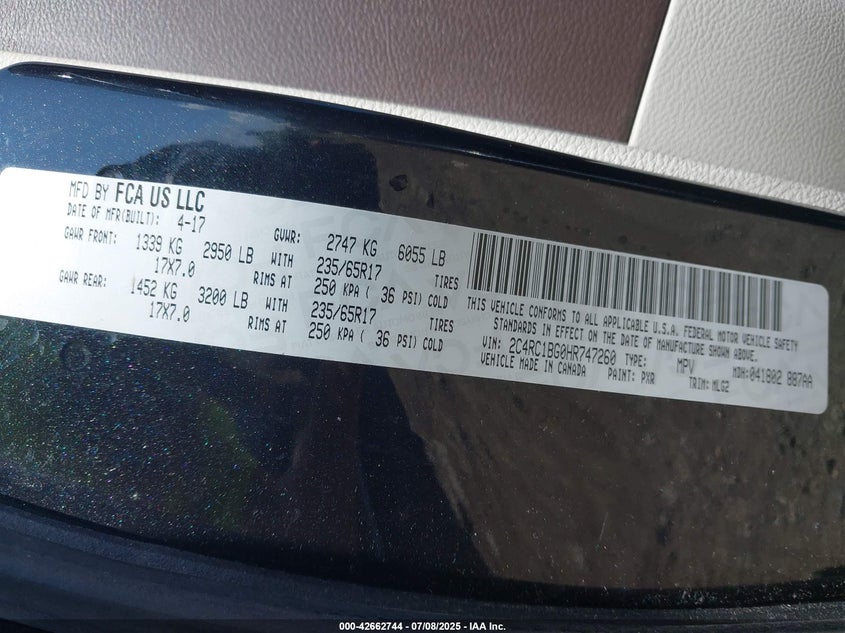 MFD BY FCA US LLC
DATE OF MFR(BUILT): 4-17
GVWR: 2747 KG 6055 LB
GAWR FRONT: 1339 KG 2950 LB WITH 235/65R17 TIRES
17X7.0 RIMS AT 250 KPA ( 36 PSI) COLD
GAWR REAR: 1452 KG 3200 LB WITH 235/65R17 TIRES
17X7.0 RIMS AT 250 KPA ( 36 PSI) COLD
THIS VEHICLE CONFORMS TO ALL APPLICABLE U.S.A. FEDERAL MOTOR VEHICLE SAFETY
STANDARDS IN EFFECT ON THE DATE OF MANUFACTURE SHOWN ABOVE.
VIN: 2C4RC1BG0HR747260 TYPE: MPV MDH:041802 887AA
VEHICLE MADE IN CANADA PAINT: PXR TRIM: MLG2
000-42662744 - 07/08/2025 - IAA Inc.